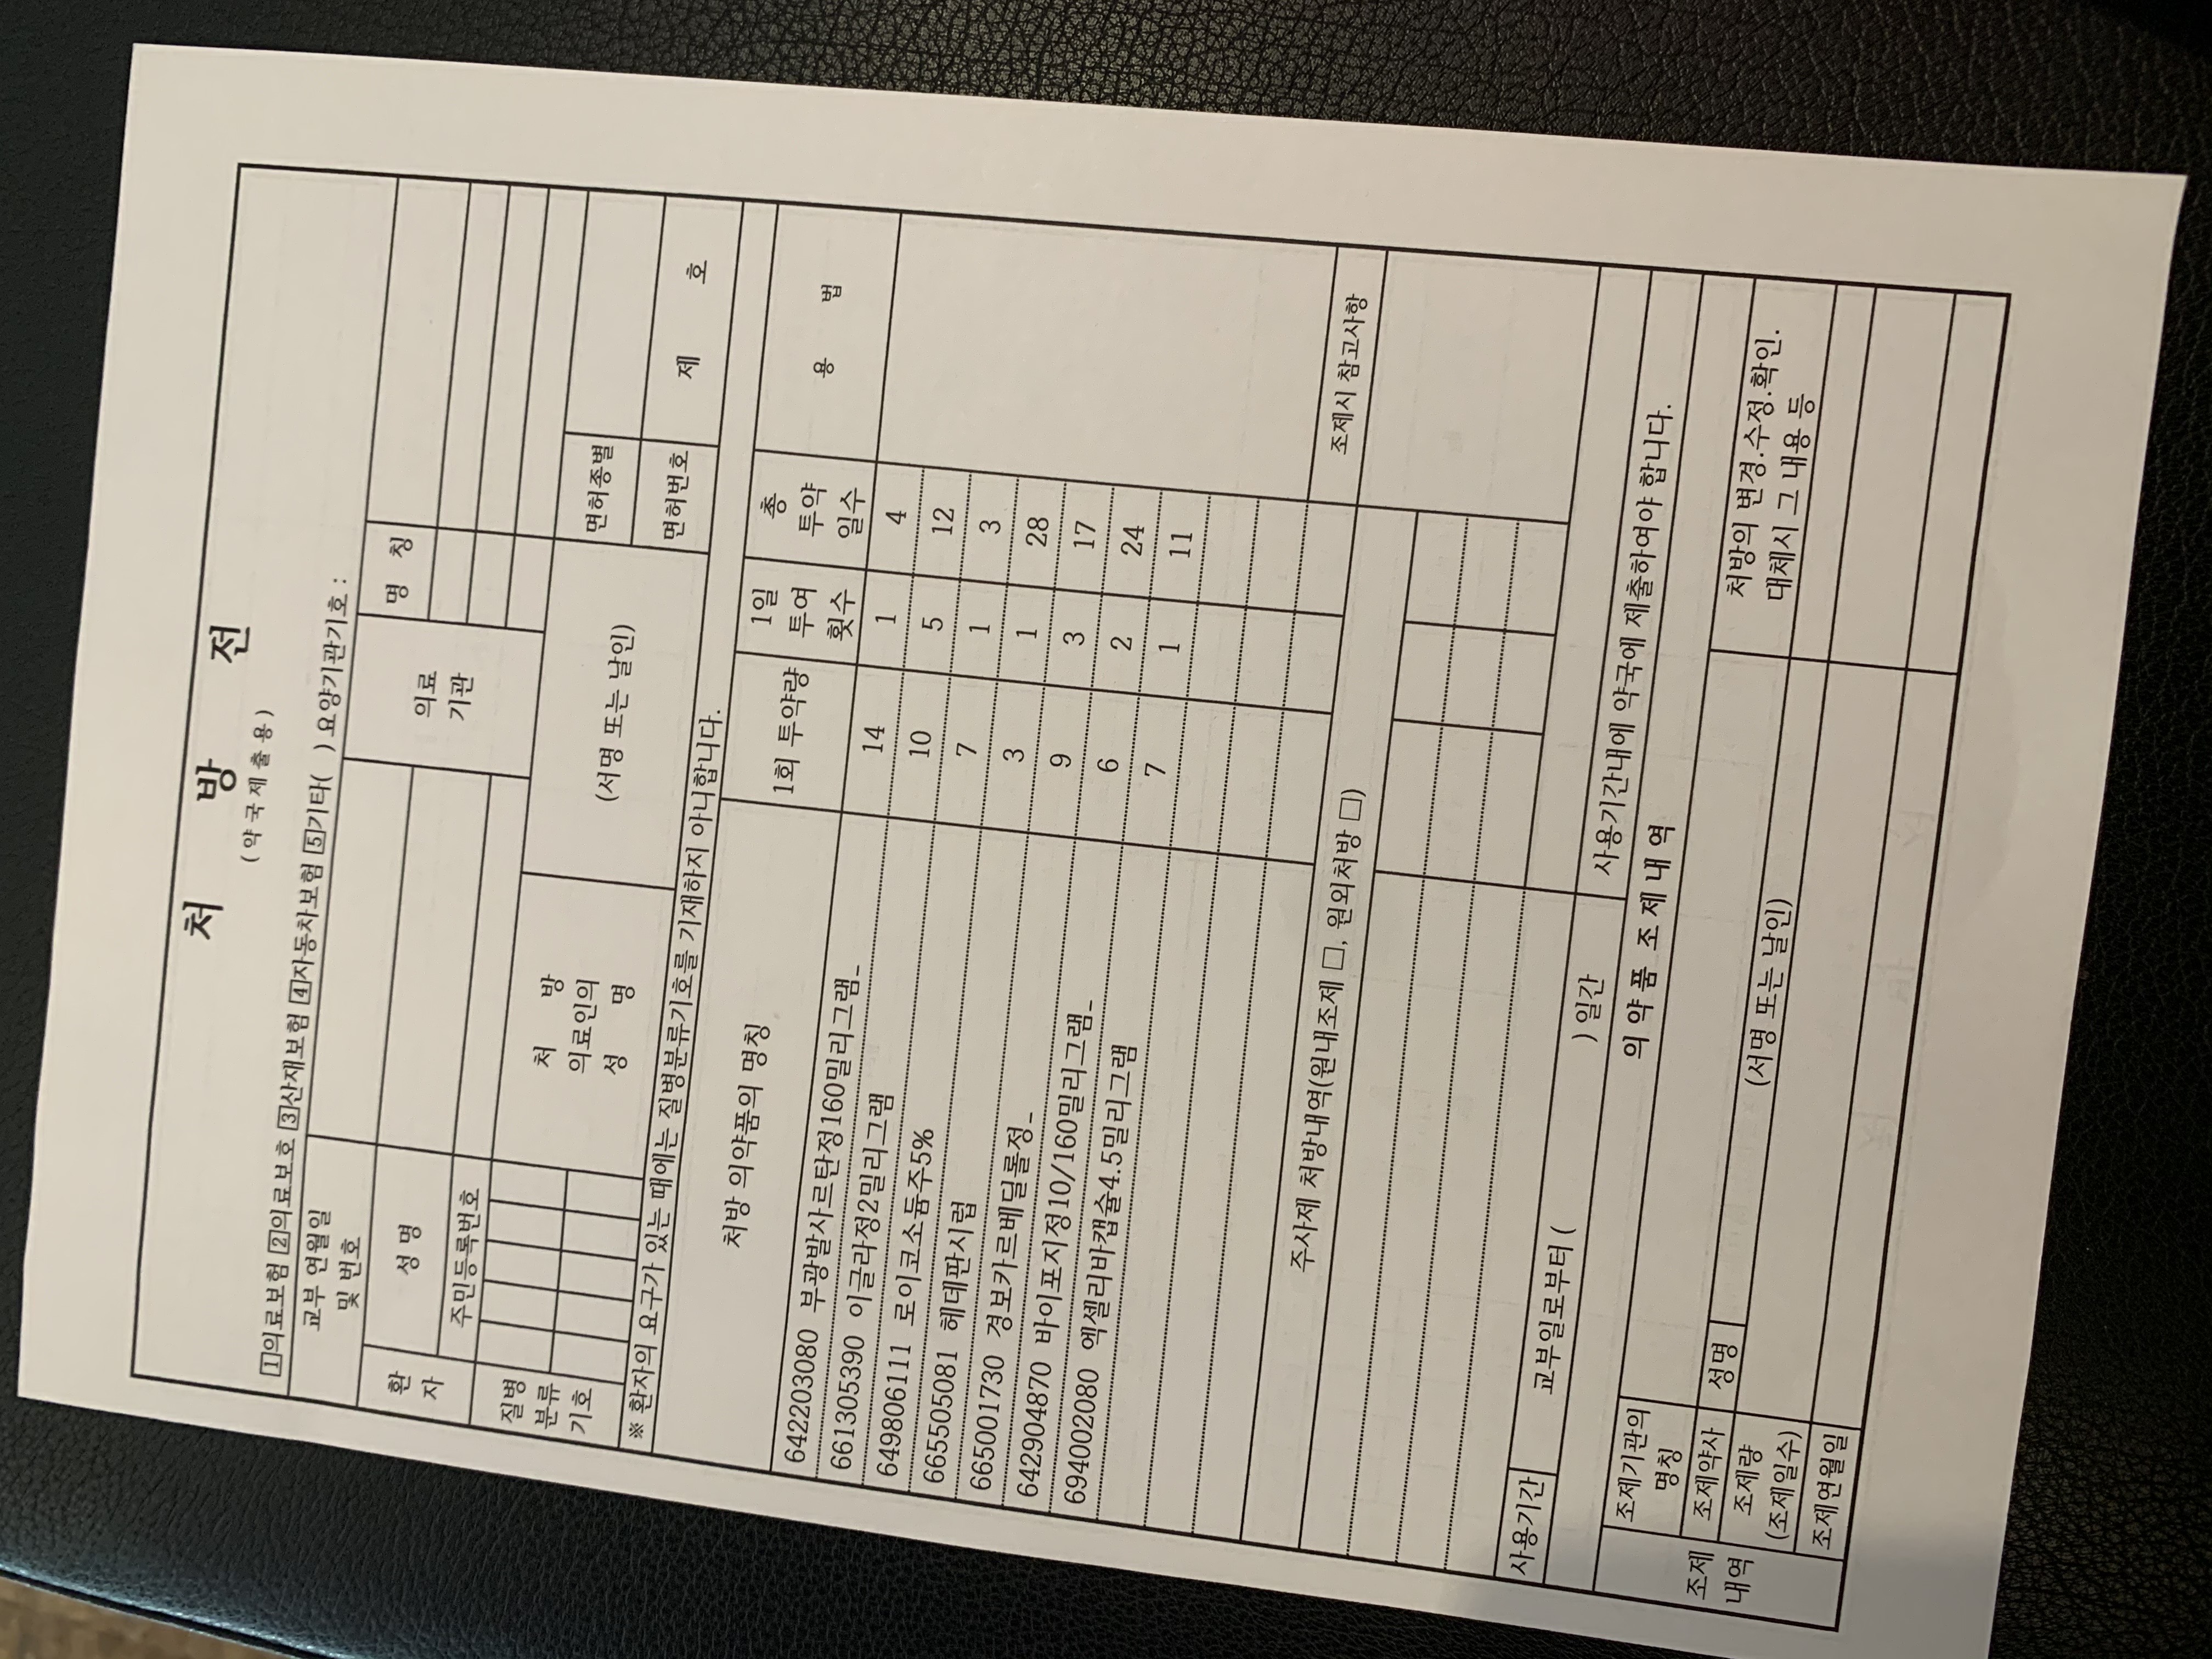 처 방 전
(약국제출용)
1의료보험 2의료보호 3산재보험 4자동차보험 5기타( ) 요양기관기호 :
교부 연월일
및 번호
환
자
성 명
주민등록번호
의료
기관
명 칭
질병
분류
기호
처 방
의료인의
성 명
(서명 또는 날인)
면허종별
면허번호
제 호
※ 환자의 요구가 있는 때에는 질병분류기호를 기재하지 아니합니다.
처방 의약품의 명칭
1회 투약량
1일
투여
횟수
총
투약
일수
용 법
642203080 부광발사르탄정160밀리그램_ 14 1 4
661305390 이글라정2밀리그램 10 5 12
649806111 로이코소듐주5% 7 1 3
665505081 헤데판시럽 3 1 28
665001730 경보카르베딜롤정_ 9 3 17
642904870 바이포지정10/160밀리그램_ 6 2 24
694002080 엑셀리바캡슐4.5밀리그램 7 1 11
주사제 처방내역(원내조제 □, 원외처방 □)
조제시 참고사항
사용기간
교부일로부터 ( ) 일간
사용기간내에 약국에 제출하여야 합니다.
의 약 품 조 제 내 역
조제
내역
조제기관의
명칭
조제약사
성명
(서명 또는 날인)
조제량
(조제일수)
조제연월일
처방의 변경.수정.확인.
대체시 그 내용 등